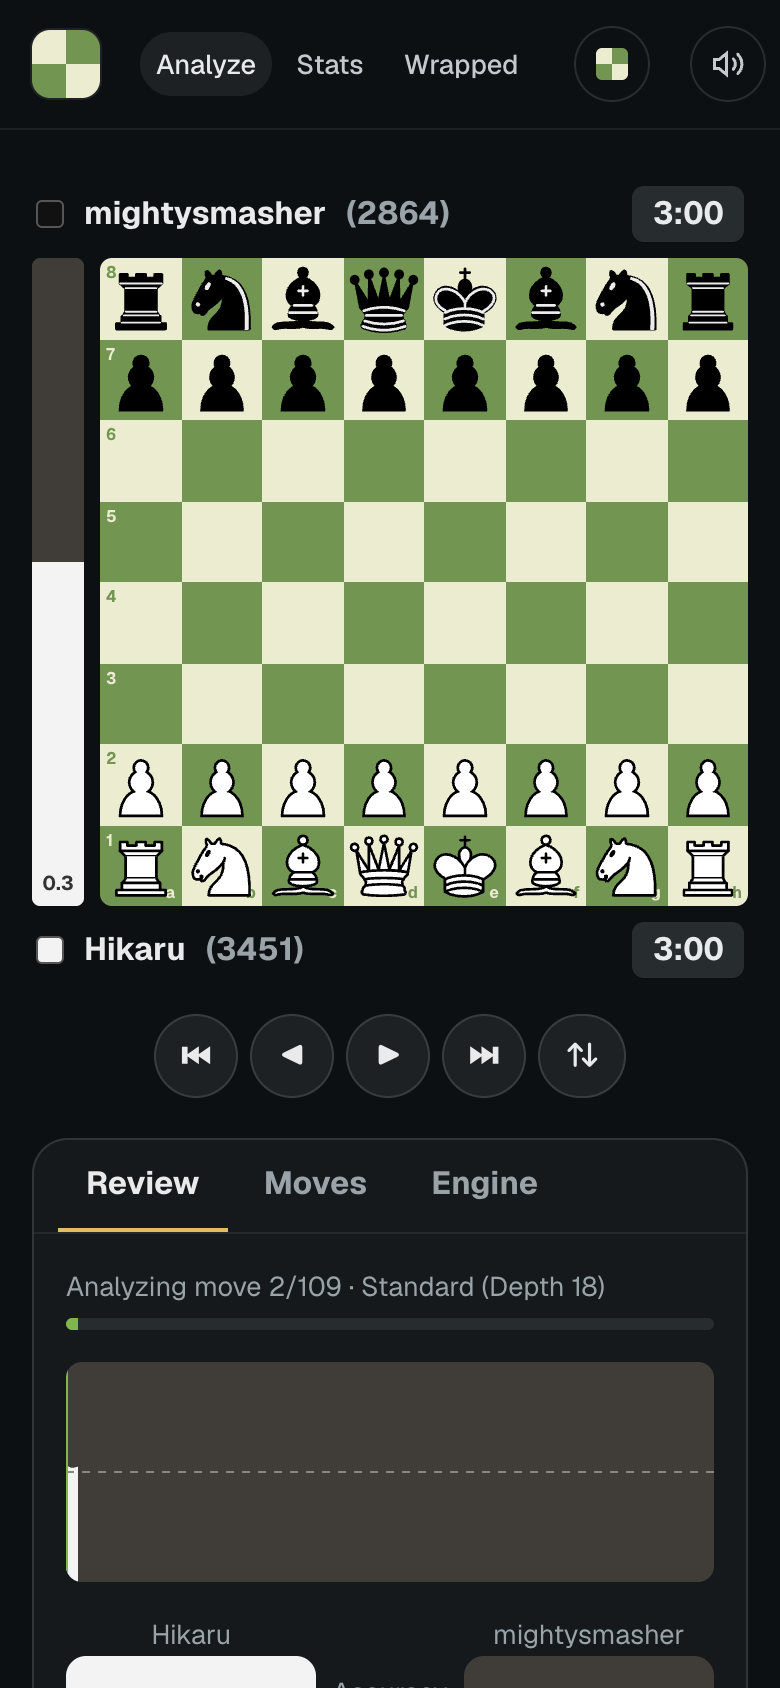 Analyze Stats Wrapped
mightysmasher (2864) 3:00
8
7
6
5
4
3
2
1
a b c d e f g h
0.3
Hikaru (3451) 3:00
Review Moves Engine
Analyzing move 2/109 · Standard (Depth 18)
Hikaru mightysmasher